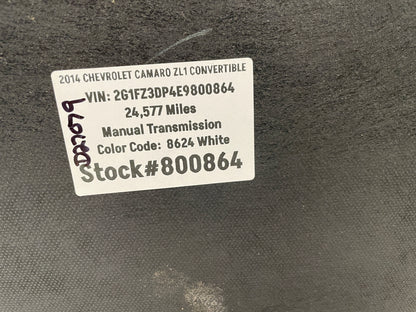 2014 CHEVROLET CAMARO ZL1 CONVERTIBLE
VIN: 2G1FZ3DP4E9800864
24,577 Miles
Manual Transmission
Color Code: 8624 White
Stock#800864